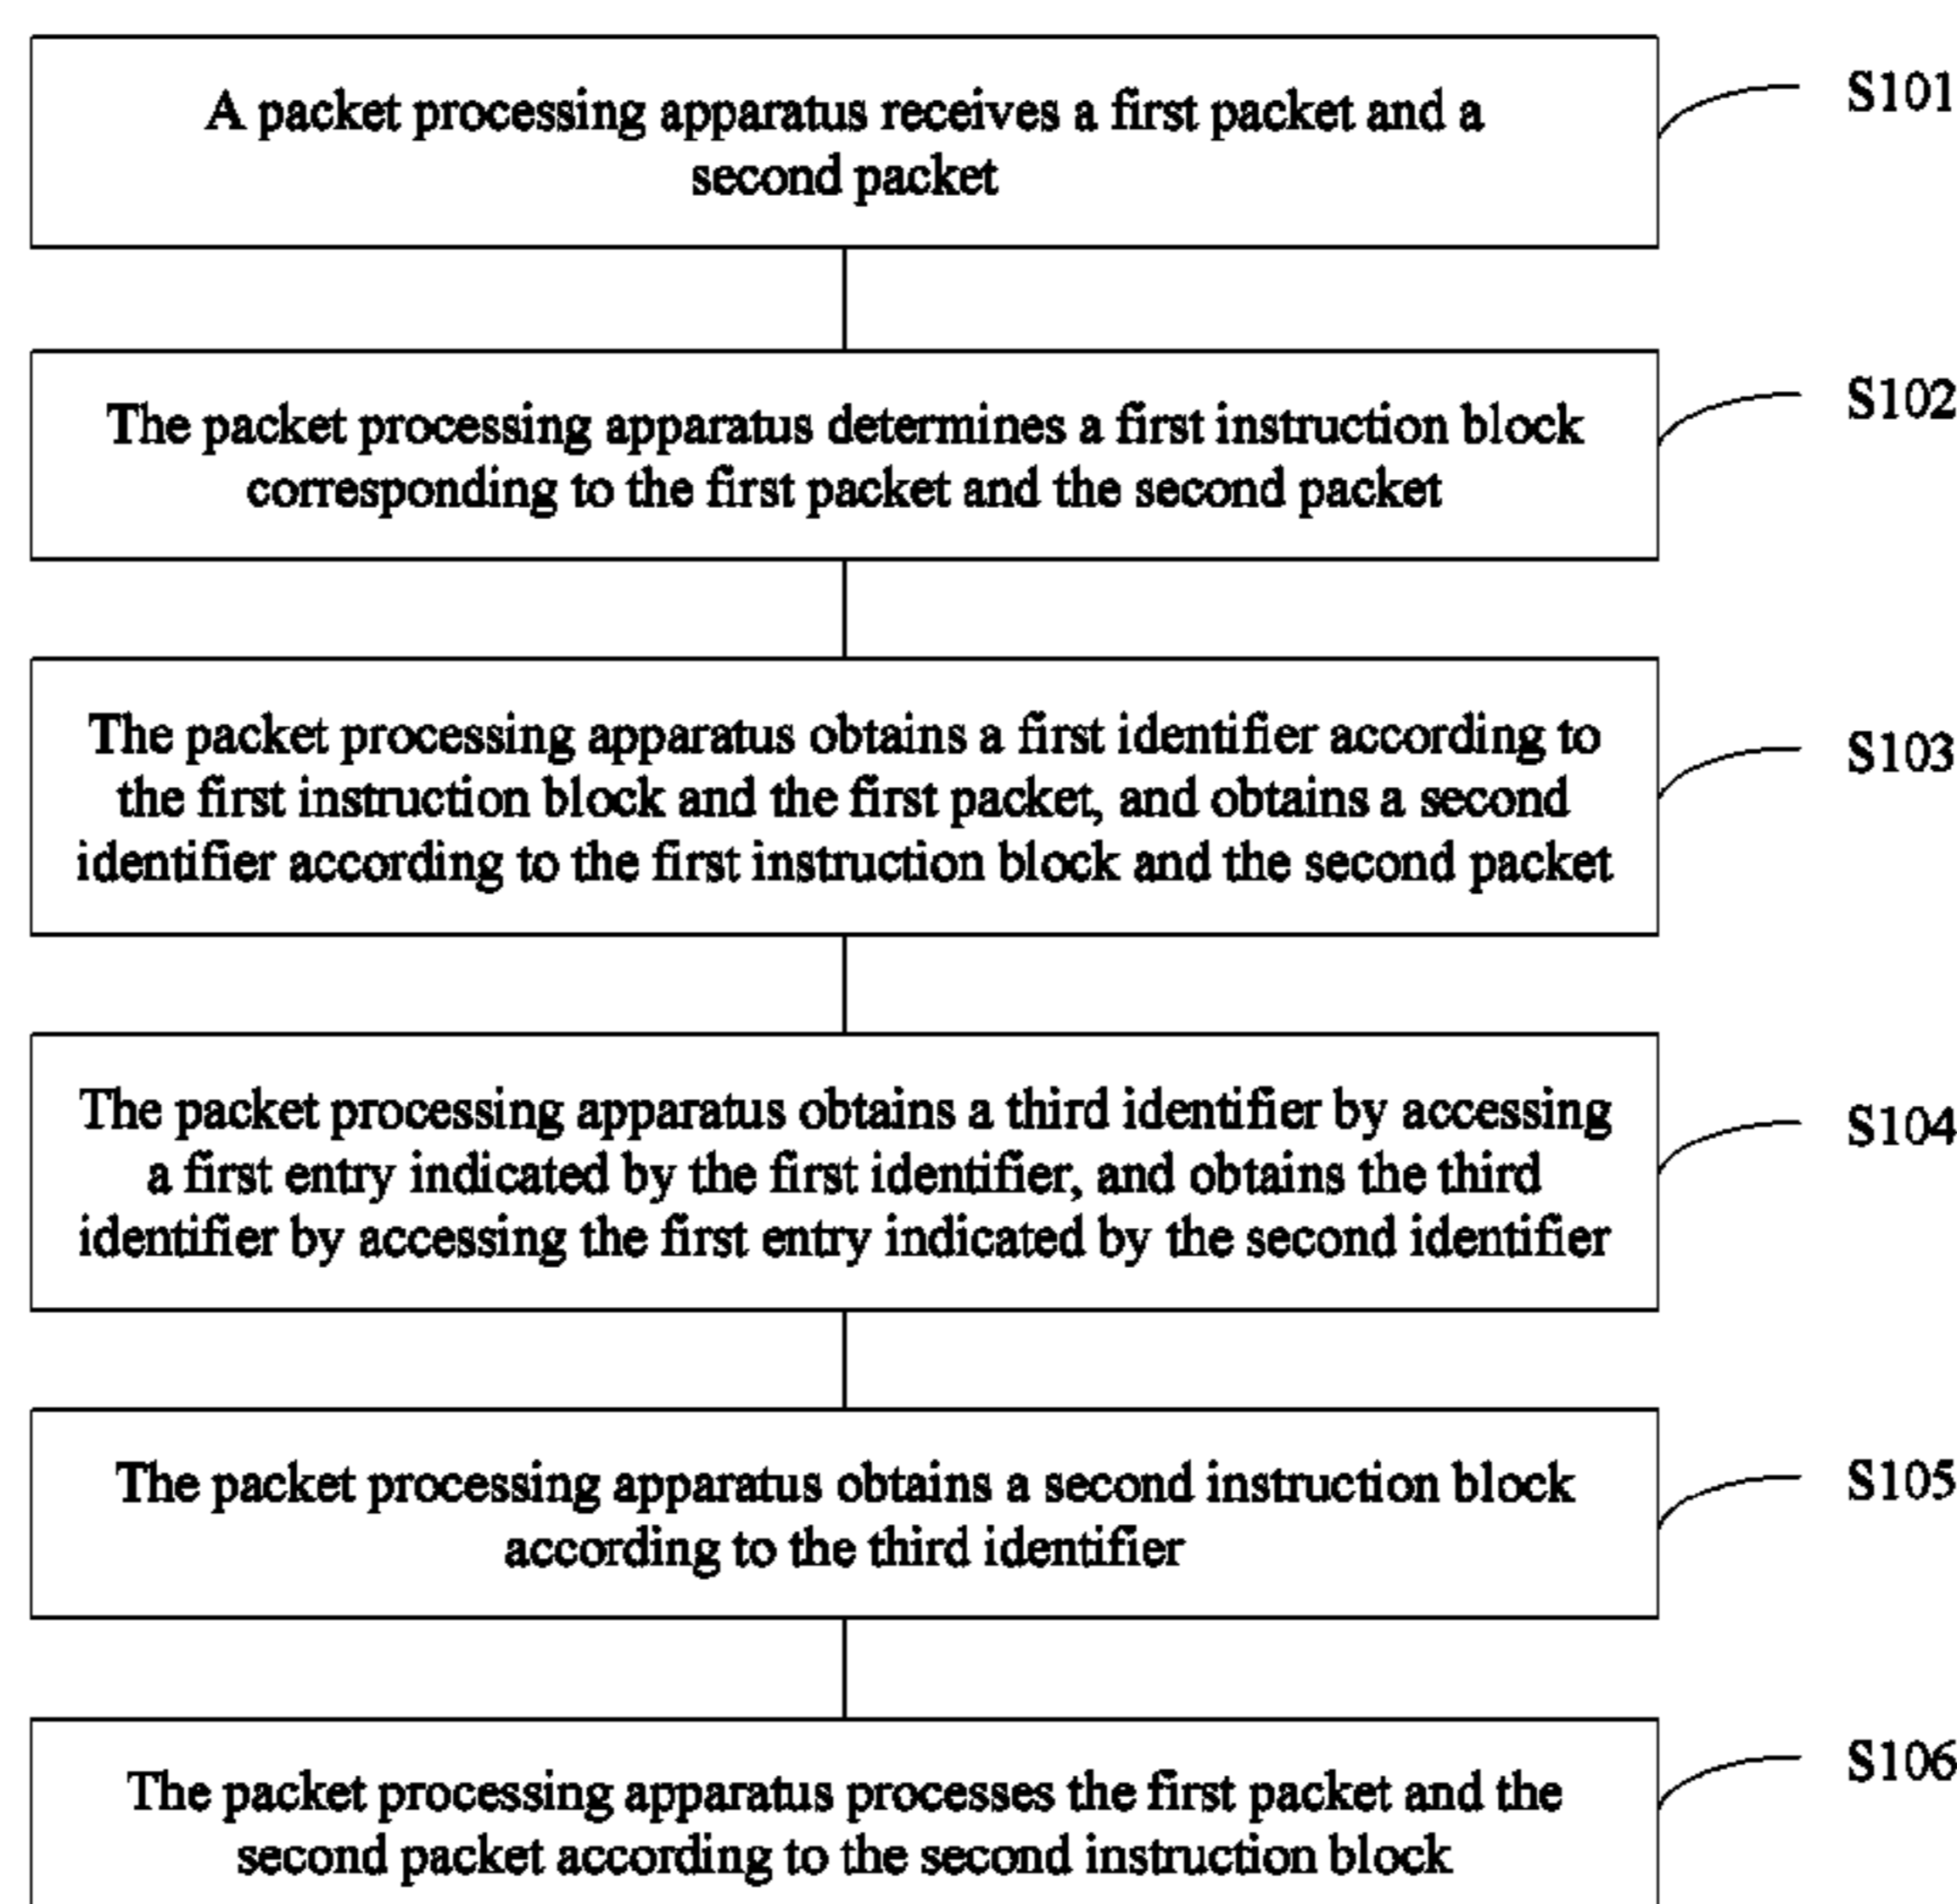 A packet processing apparatus receives a first packet and a
second packet
S101
The packet processing apparatus determines a first instruction block
corresponding to the first packet and the second packet
S102
The packet processing apparatus obtains a first identifier according to
the first instruction block and the first packet, and obtains a second
identifier according to the first instruction block and the second packet
S103
The packet processing apparatus obtains a third identifier by accessing
a first entry indicated by the first identifier, and obtains the third
identifier by accessing the first entry indicated by the second identifier
S104
The packet processing apparatus obtains a second instruction block
according to the third identifier
S105
The packet processing apparatus processes the first packet and the
second packet according to the second instruction block
S106